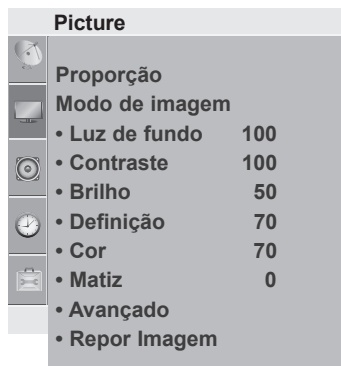 Picture
Proporção
Modo de imagem
• Luz de fundo 100
• Contraste 100
• Brilho 50
• Definição 70
• Cor 70
• Matiz 0
• Avançado
• Repor Imagem